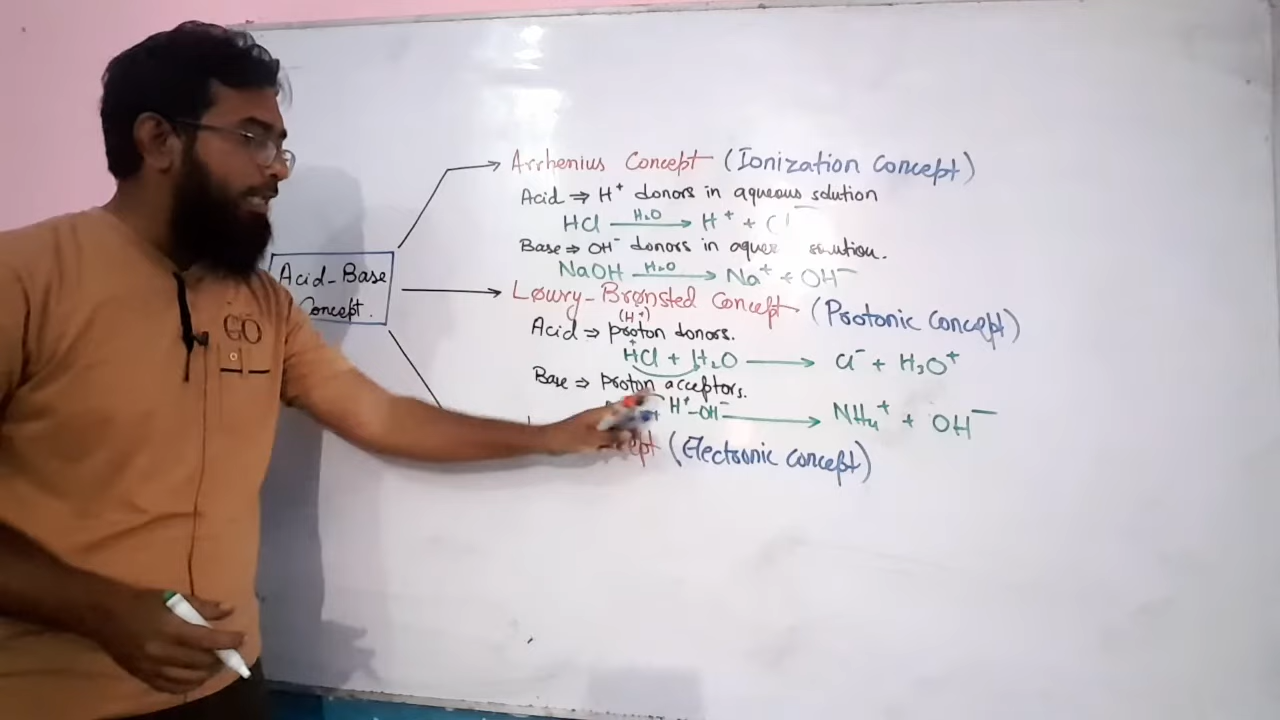 Arrhenius Concept (Ionization Concept)
Acid ⇒ H⁺ donors in aqueous solution
HCl —H₂O→ H⁺ + Cl⁻
Base ⇒ OH⁻ donors in
NaOH —H₂O→ Na⁺ + OH⁻
Acid-Base
Concept.
Lowry-Brønsted Concept (Protonic Concept)
(H⁺)
Acid ⇒ proton donors.
HCl + H₂O → Cl⁻ + H₃O⁺
Base ⇒ proton acceptors.
H⁺-OH⁻ → NH₄⁺ + OH⁻
(Electronic Concept)
GO